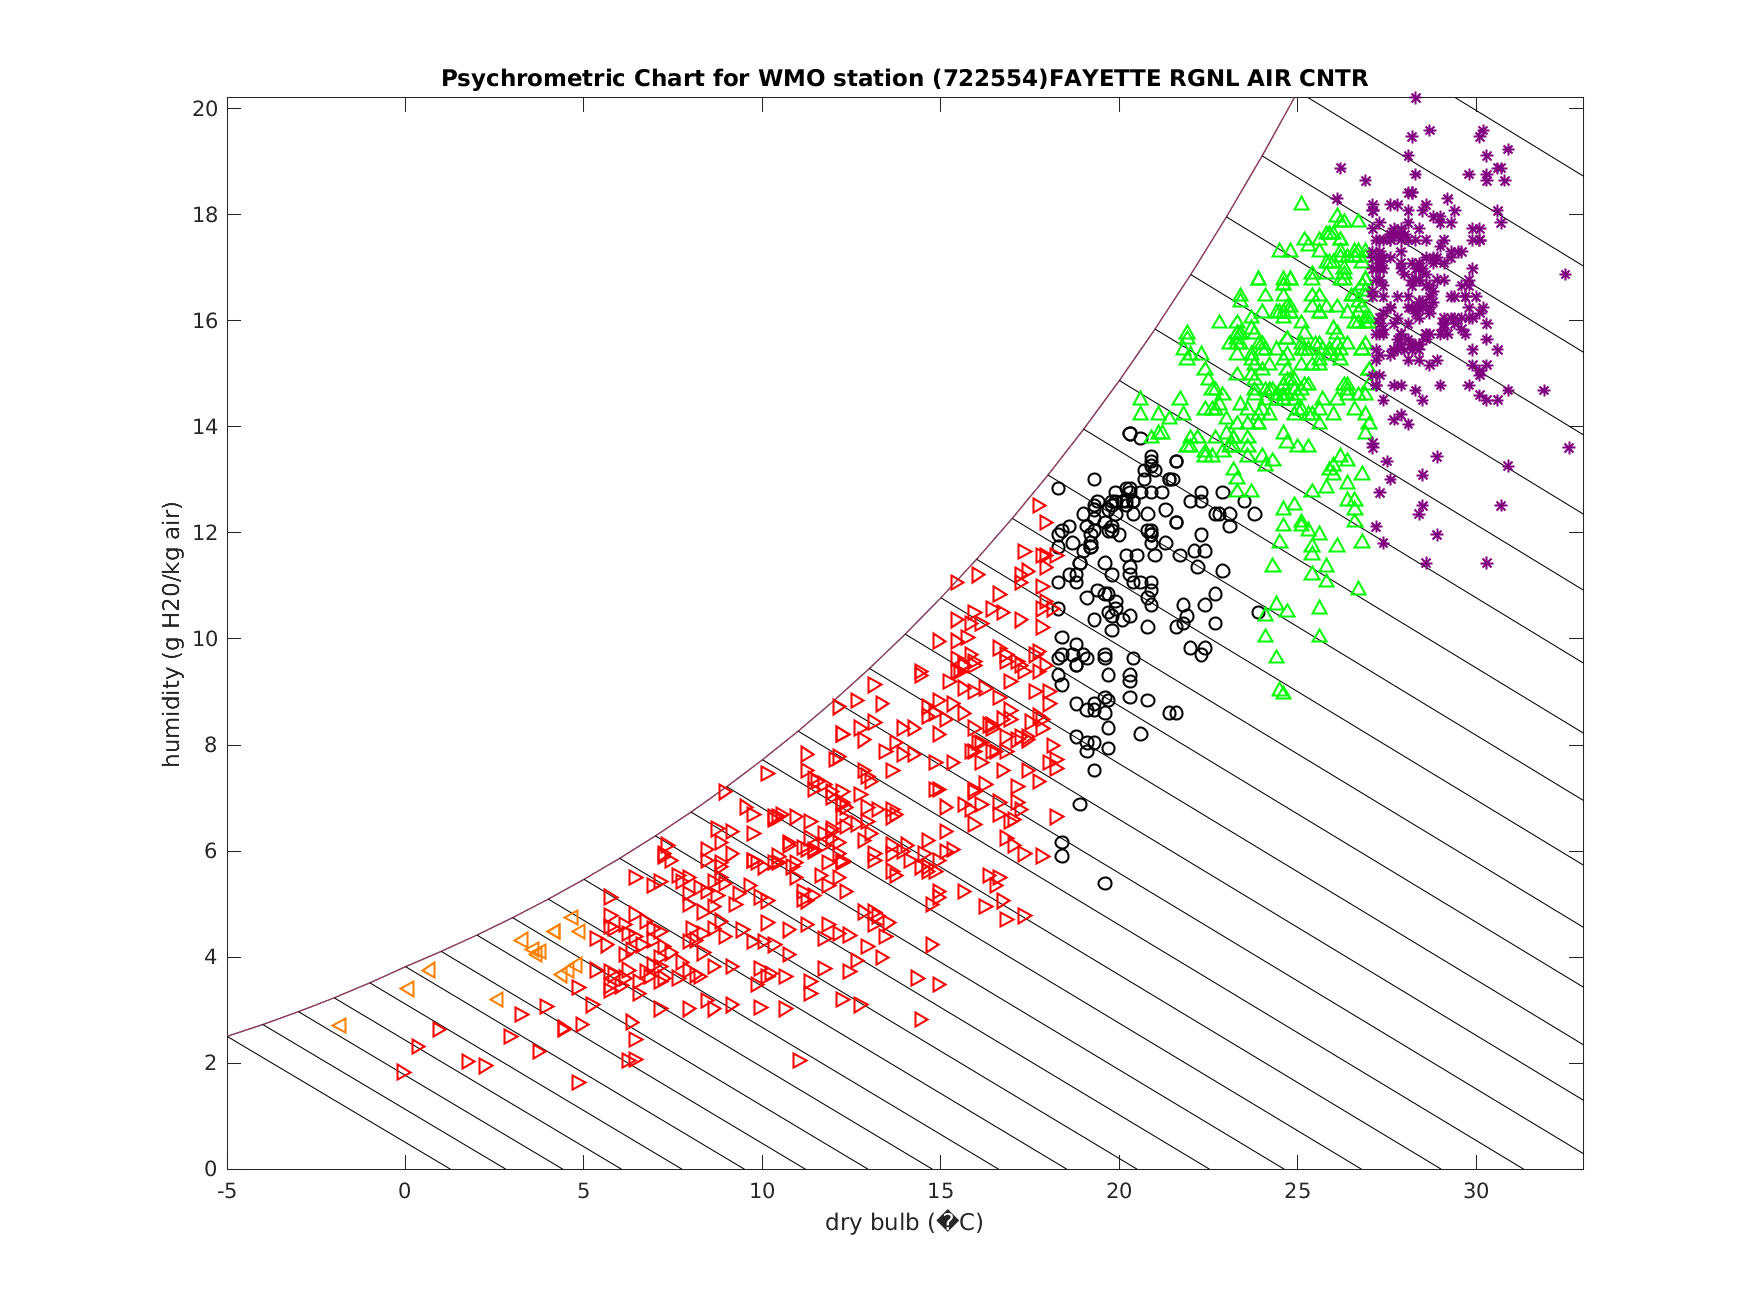 Psychrometric Chart for WMO station (722554)FAYETTE RGNL AIR CNTR
humidity (g H20/kg air)
20
18
16
14
12
10
8
6
4
2
0
-5 0 5 10 15 20 25 30
dry bulb (�C)